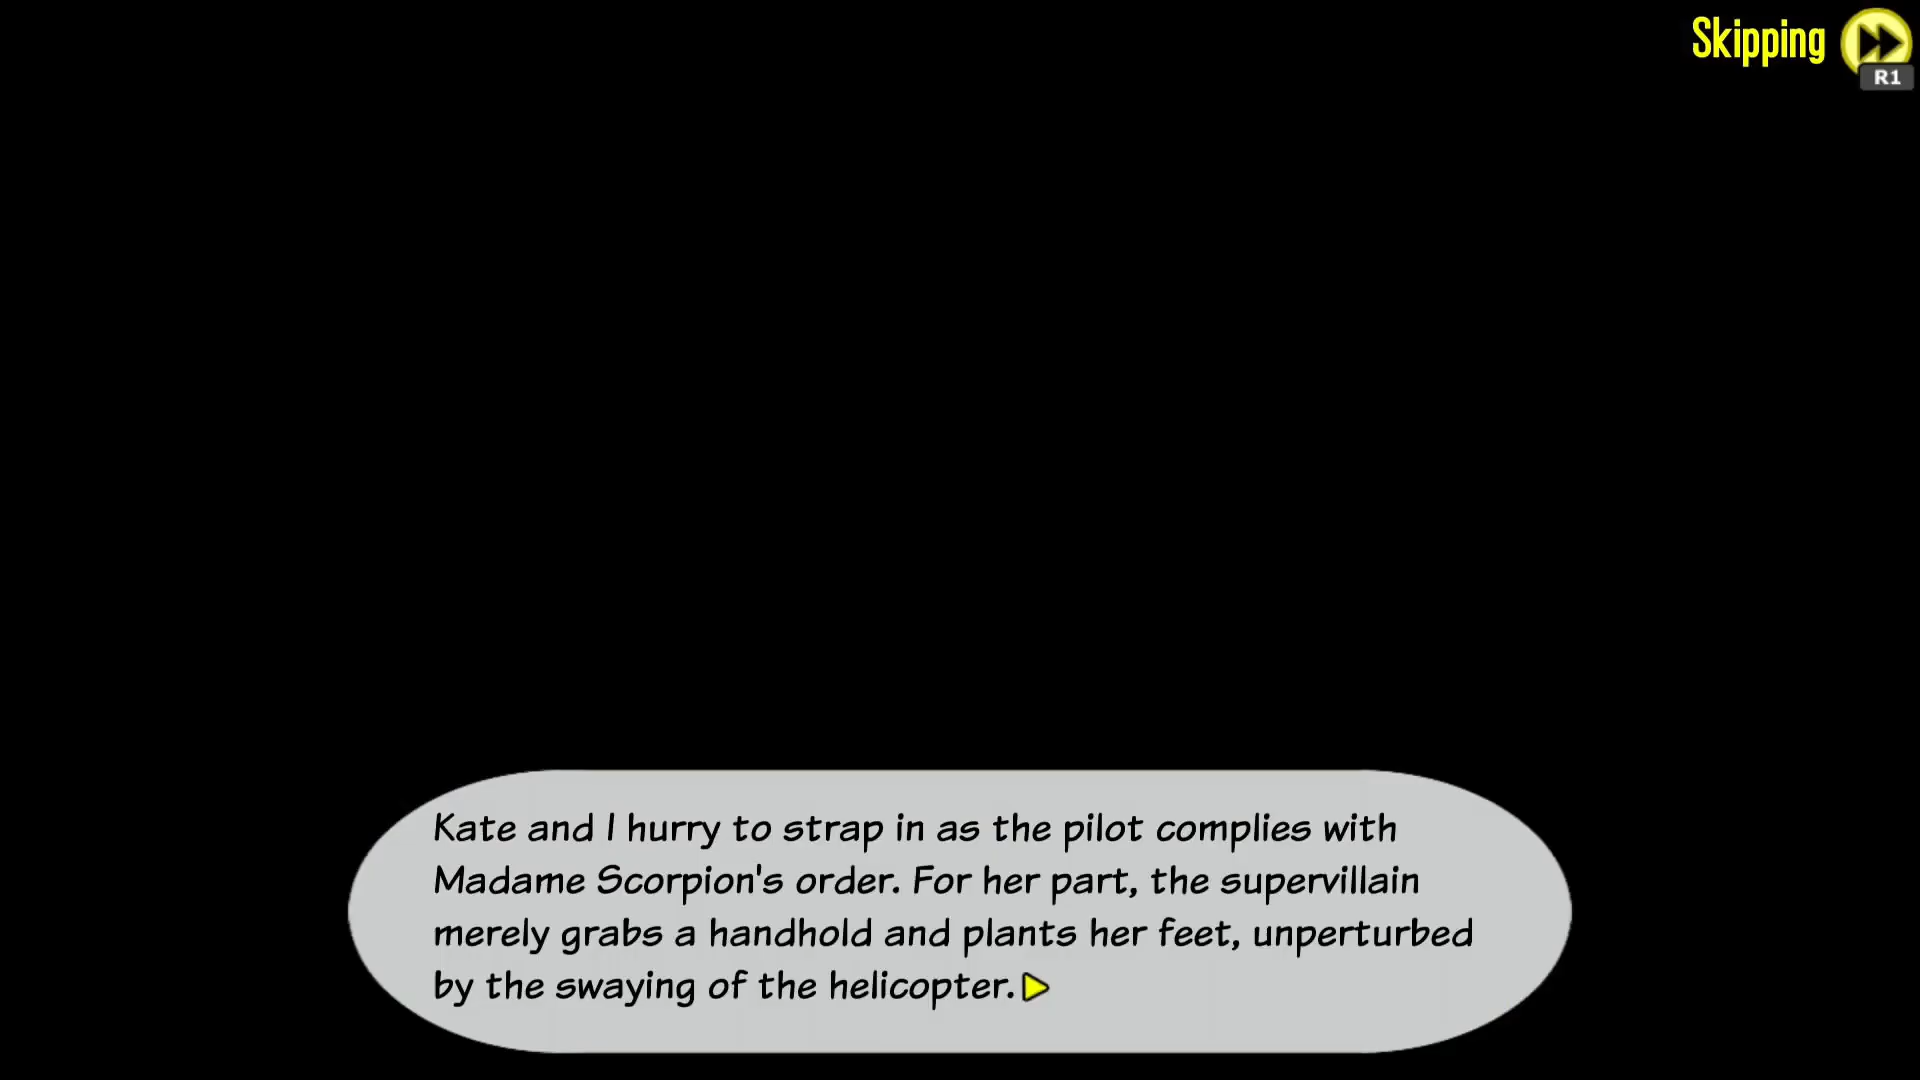 Skipping
R1
Kate and I hurry to strap in as the pilot complies with
Madame Scorpion's order. For her part, the supervillain
merely grabs a handhold and plants her feet, unperturbed
by the swaying of the helicopter.